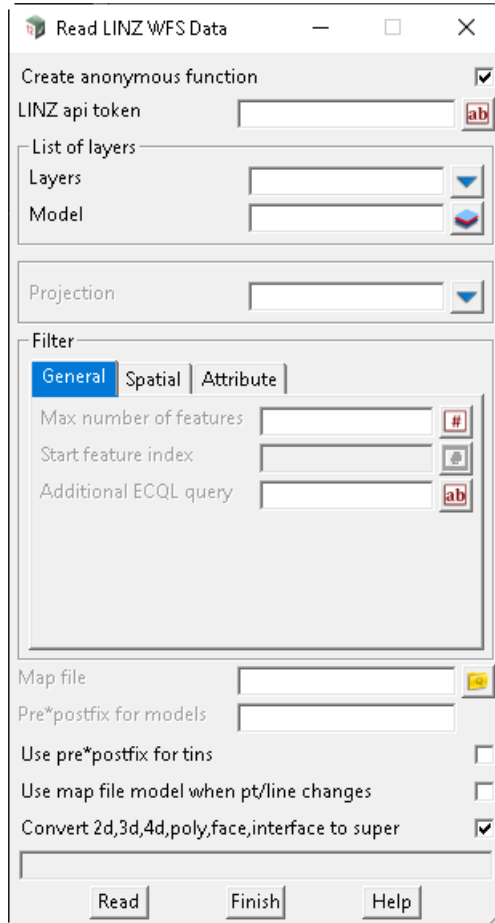 Read LINZ WFS Data
Create anonymous function
LINZ api token ab
List of layers
Layers
Model
Projection
Filter
General Spatial Attribute
Max number of features #
Start feature index #
Additional ECQL query ab
Map file
Pre*postfix for models
Use pre*postfix for tins
Use map file model when pt/line changes
Convert 2d,3d,4d,poly,face,interface to super
Read Finish Help